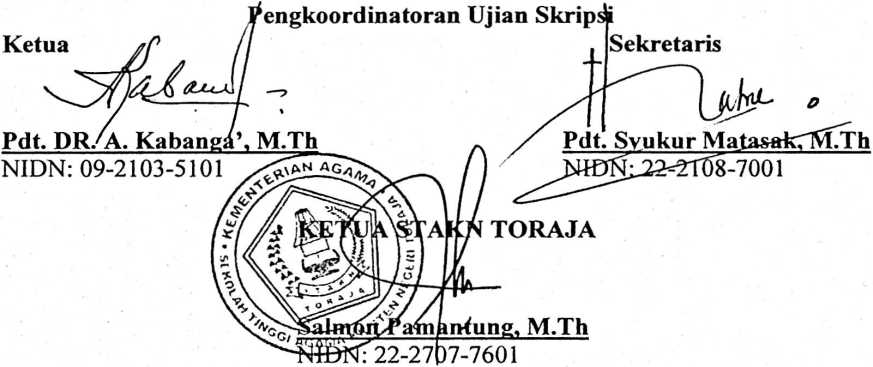 Pengkoordinatoran Ujian Skripsi
Ketua
Sekretaris
Pdt. DR. A. Kabanga', M.Th
NIDN: 09-2103-5101
Pdt. Syukur Matasak, M.Th
NIDN: 22-2108-7001
KEMENTERIAN AGAMA
SEKOLAH TINGGI AGAMA KRISTEN NEGERI TORAJA
STAKN
TORAJA
KETUA STAKN TORAJA
Salmon Pamantung, M.Th
NIDN: 22-2707-7601